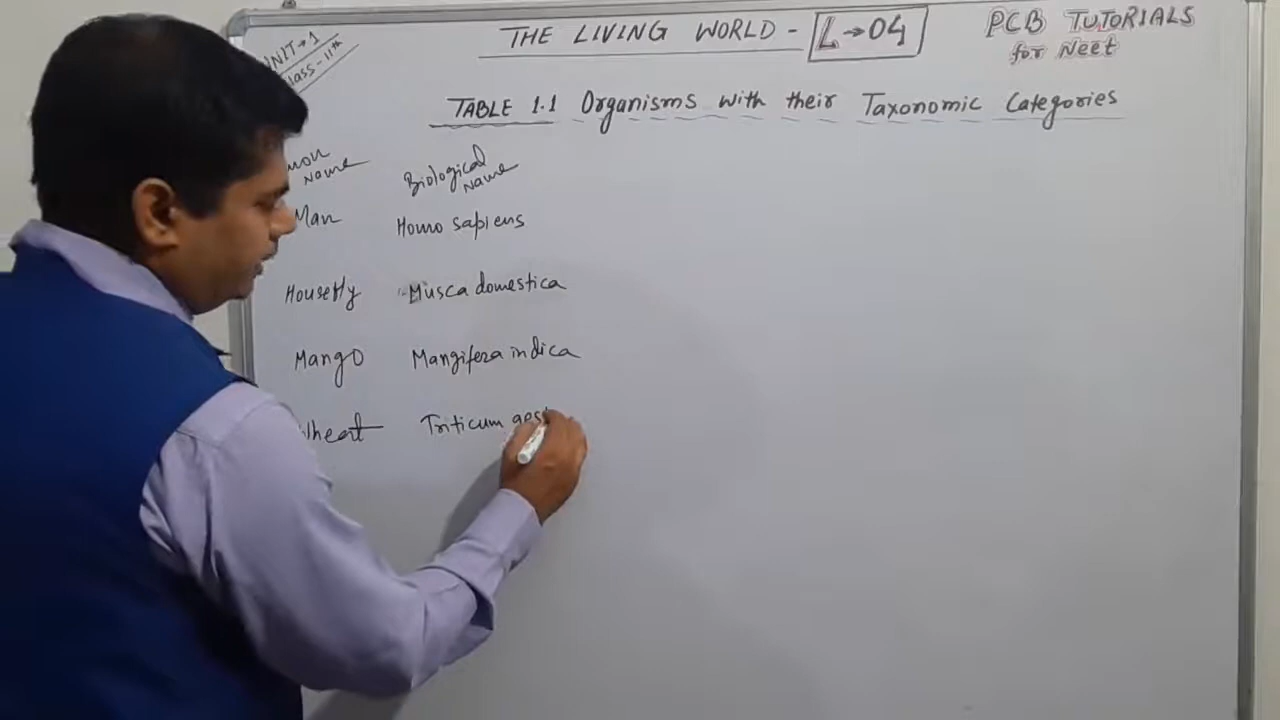 THE LIVING WORLD - L→04
PCB TUTORIALS
for Neet
UNIT→1
class-11th
TABLE 1.1 Organisms with their Taxonomic Categories
Name
Biological
Name
Man Homo sapiens
Housefly Musca domestica
Mango Mangifera indica
Triticum